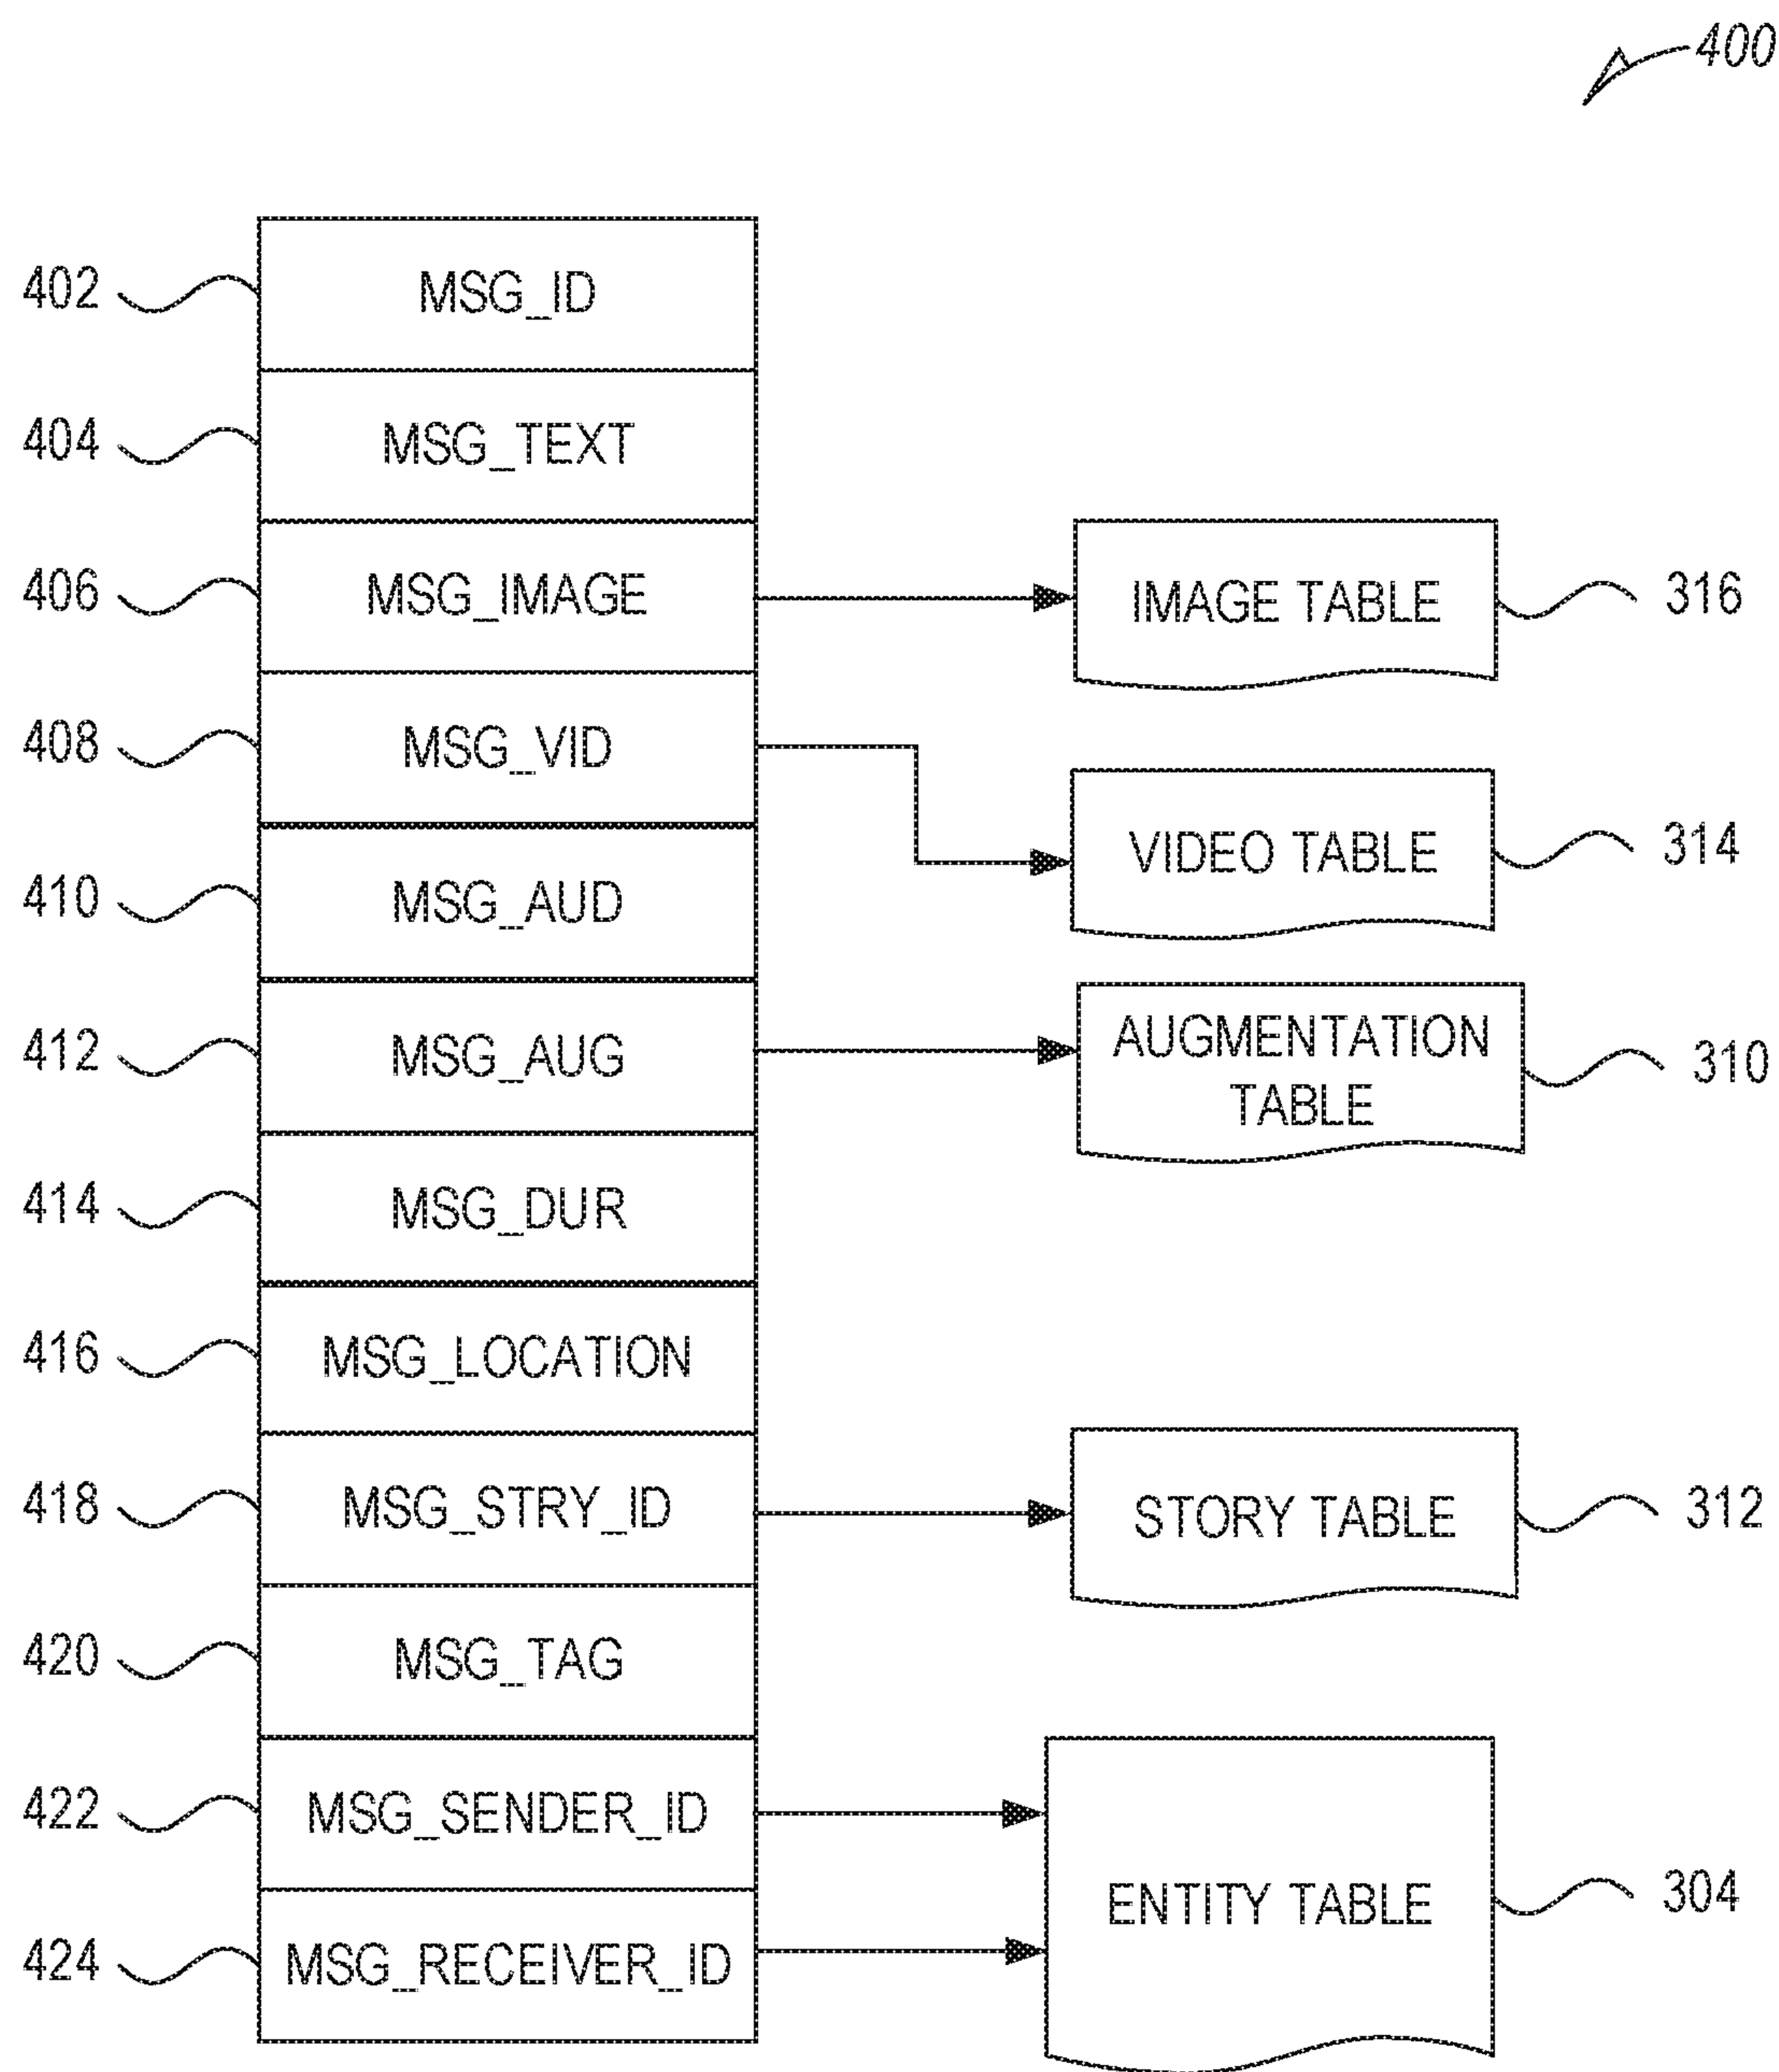 400
402 MSG_ID
404 MSG_TEXT
406 MSG_IMAGE IMAGE TABLE 316
408 MSG_VID
VIDEO TABLE 314
410 MSG_AUD
412 MSG_AUG AUGMENTATION
TABLE 310
414 MSG_DUR
416 MSG_LOCATION
418 MSG_STRY_ID STORY TABLE 312
420 MSG_TAG
422 MSG_SENDER_ID
ENTITY TABLE 304
424 MSG_RECEIVER_ID